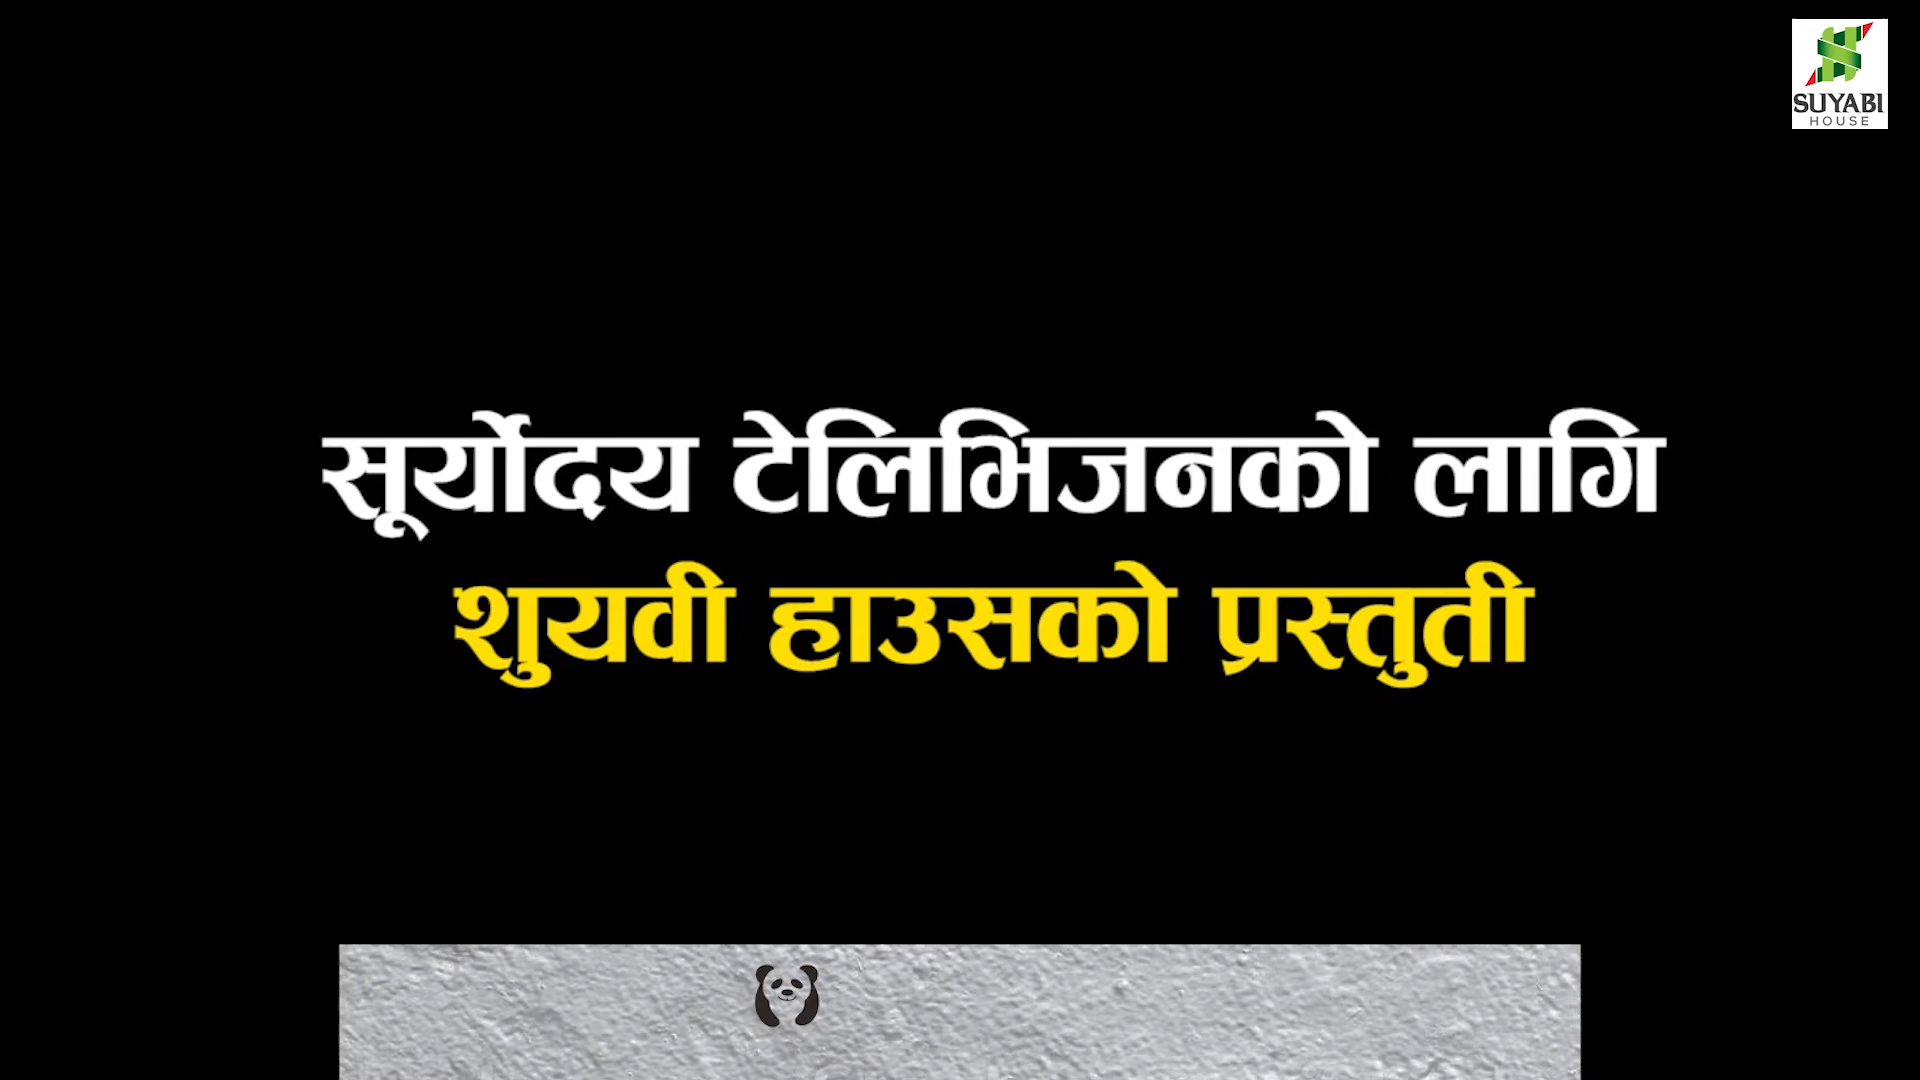 SUYABI
HOUSE
सूर्योदय टेलिभिजनको लागि
शुयवी हाउसको प्रस्तुती